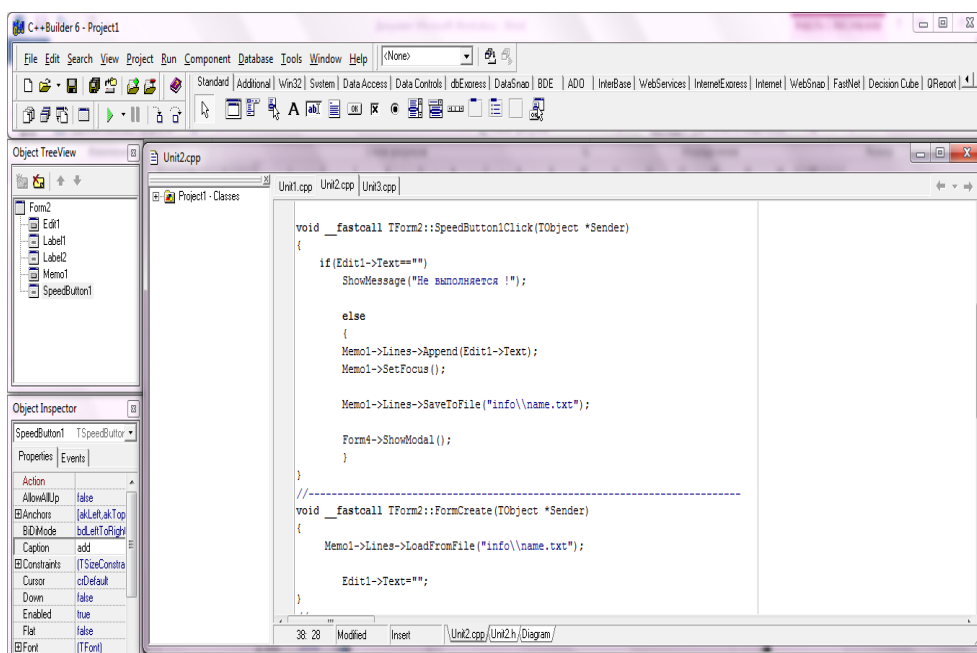 C++Builder 6 - Project1
File Edit Search View Project Run Component Database Tools Window Help <None>
Standard Additional Win32 System Data Access Data Controls dbExpress DataSnap BDE ADO InterBase WebServices InternetExpress Internet WebSnap FastNet Decision Cube QReport
Object TreeView
Form2
Edit1
Label1
Label2
Memo1
SpeedButton1
Object Inspector
SpeedButton1 TSpeedButtor
Properties Events
Action
AllowAllUp false
Anchors [akLeft,akTop
BiDiMode bdLeftToRigh
Caption add
Constraints (TSizeConstra
Cursor crDefault
Down false
Enabled true
Flat false
Font (TFont)
Unit2.cpp
Project1 - Classes
Unit1.cpp Unit2.cpp Unit3.cpp
void __fastcall TForm2::SpeedButton1Click(TObject *Sender)
{
if(Edit1->Text=="")
ShowMessage("Не выполняется !");
else
{
Memo1->Lines->Append(Edit1->Text);
Memo1->SetFocus();
Memo1->Lines->SaveToFile("info\\name.txt");
Form4->ShowModal();
}
}
//---------------------------------------------------------------------------
void __fastcall TForm2::FormCreate(TObject *Sender)
{
Memo1->Lines->LoadFromFile("info\\name.txt");
Edit1->Text="";
}
38: 28 Modified Insert Unit2.cpp Unit2.h Diagram